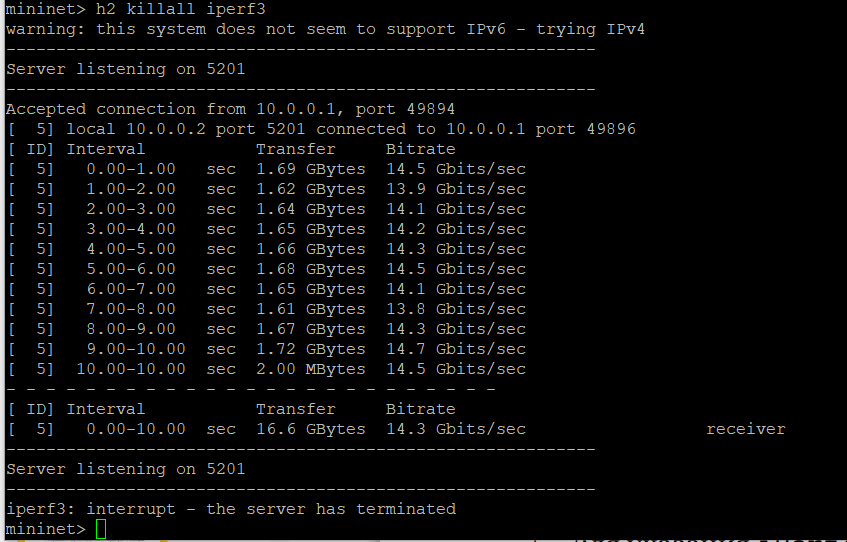 mininet> h2 killall iperf3
warning: this system does not seem to support IPv6 - trying IPv4
-----------------------------------------------------------
Server listening on 5201
-----------------------------------------------------------
Accepted connection from 10.0.0.1, port 49894
[  5] local 10.0.0.2 port 5201 connected to 10.0.0.1 port 49896
[ ID] Interval           Transfer     Bitrate
[  5]   0.00-1.00   sec  1.69 GBytes  14.5 Gbits/sec
[  5]   1.00-2.00   sec  1.62 GBytes  13.9 Gbits/sec
[  5]   2.00-3.00   sec  1.64 GBytes  14.1 Gbits/sec
[  5]   3.00-4.00   sec  1.65 GBytes  14.2 Gbits/sec
[  5]   4.00-5.00   sec  1.66 GBytes  14.3 Gbits/sec
[  5]   5.00-6.00   sec  1.68 GBytes  14.5 Gbits/sec
[  5]   6.00-7.00   sec  1.65 GBytes  14.1 Gbits/sec
[  5]   7.00-8.00   sec  1.61 GBytes  13.8 Gbits/sec
[  5]   8.00-9.00   sec  1.67 GBytes  14.3 Gbits/sec
[  5]   9.00-10.00  sec  1.72 GBytes  14.7 Gbits/sec
[  5]  10.00-10.00  sec  2.00 MBytes  14.5 Gbits/sec
- - - - - - - - - - - - - - - - - - - - - - - - -
[ ID] Interval           Transfer     Bitrate
[  5]   0.00-10.00  sec  16.6 GBytes  14.3 Gbits/sec                  receiver
-----------------------------------------------------------
Server listening on 5201
-----------------------------------------------------------
iperf3: interrupt - the server has terminated
mininet>